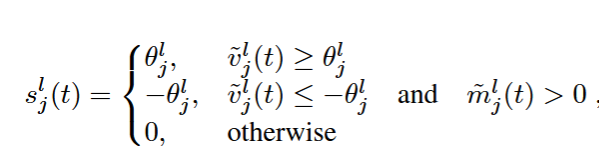 θ_j^l, ṽ_j^l(t) ≥ θ_j^l
s_j^l(t) = { −θ_j^l, ṽ_j^l(t) ≤ −θ_j^l and m̃_j^l(t) > 0 ,
0, otherwise